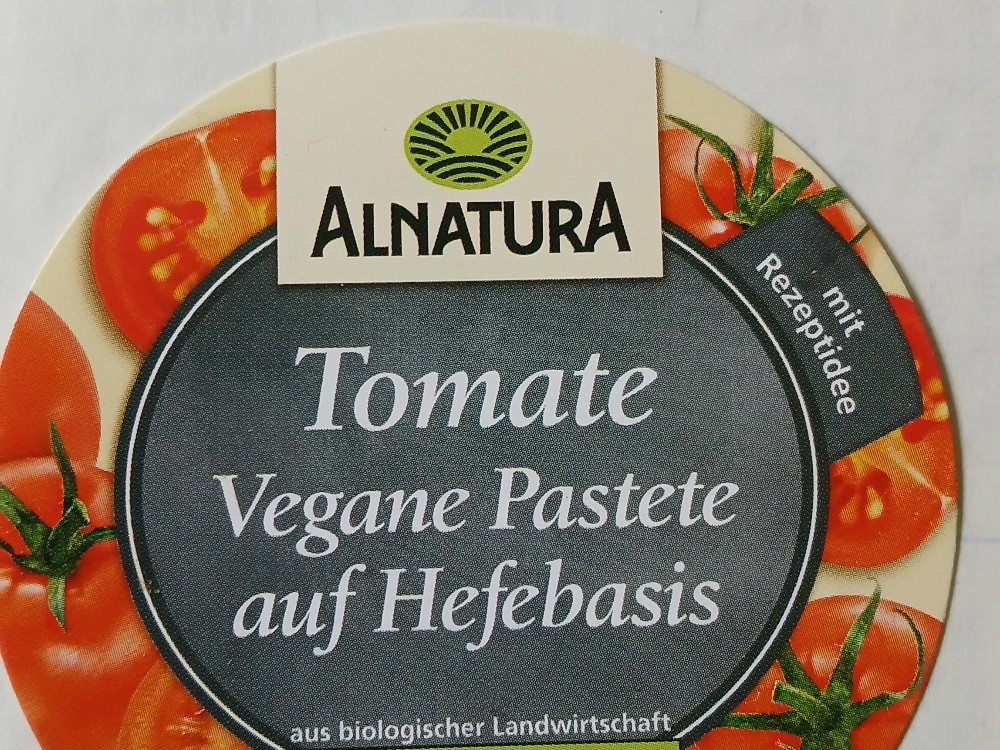 ALNATURA
mit
Rezeptidee
Tomate
Vegane Pastete
auf Hefebasis
aus biologischer Landwirtschaft